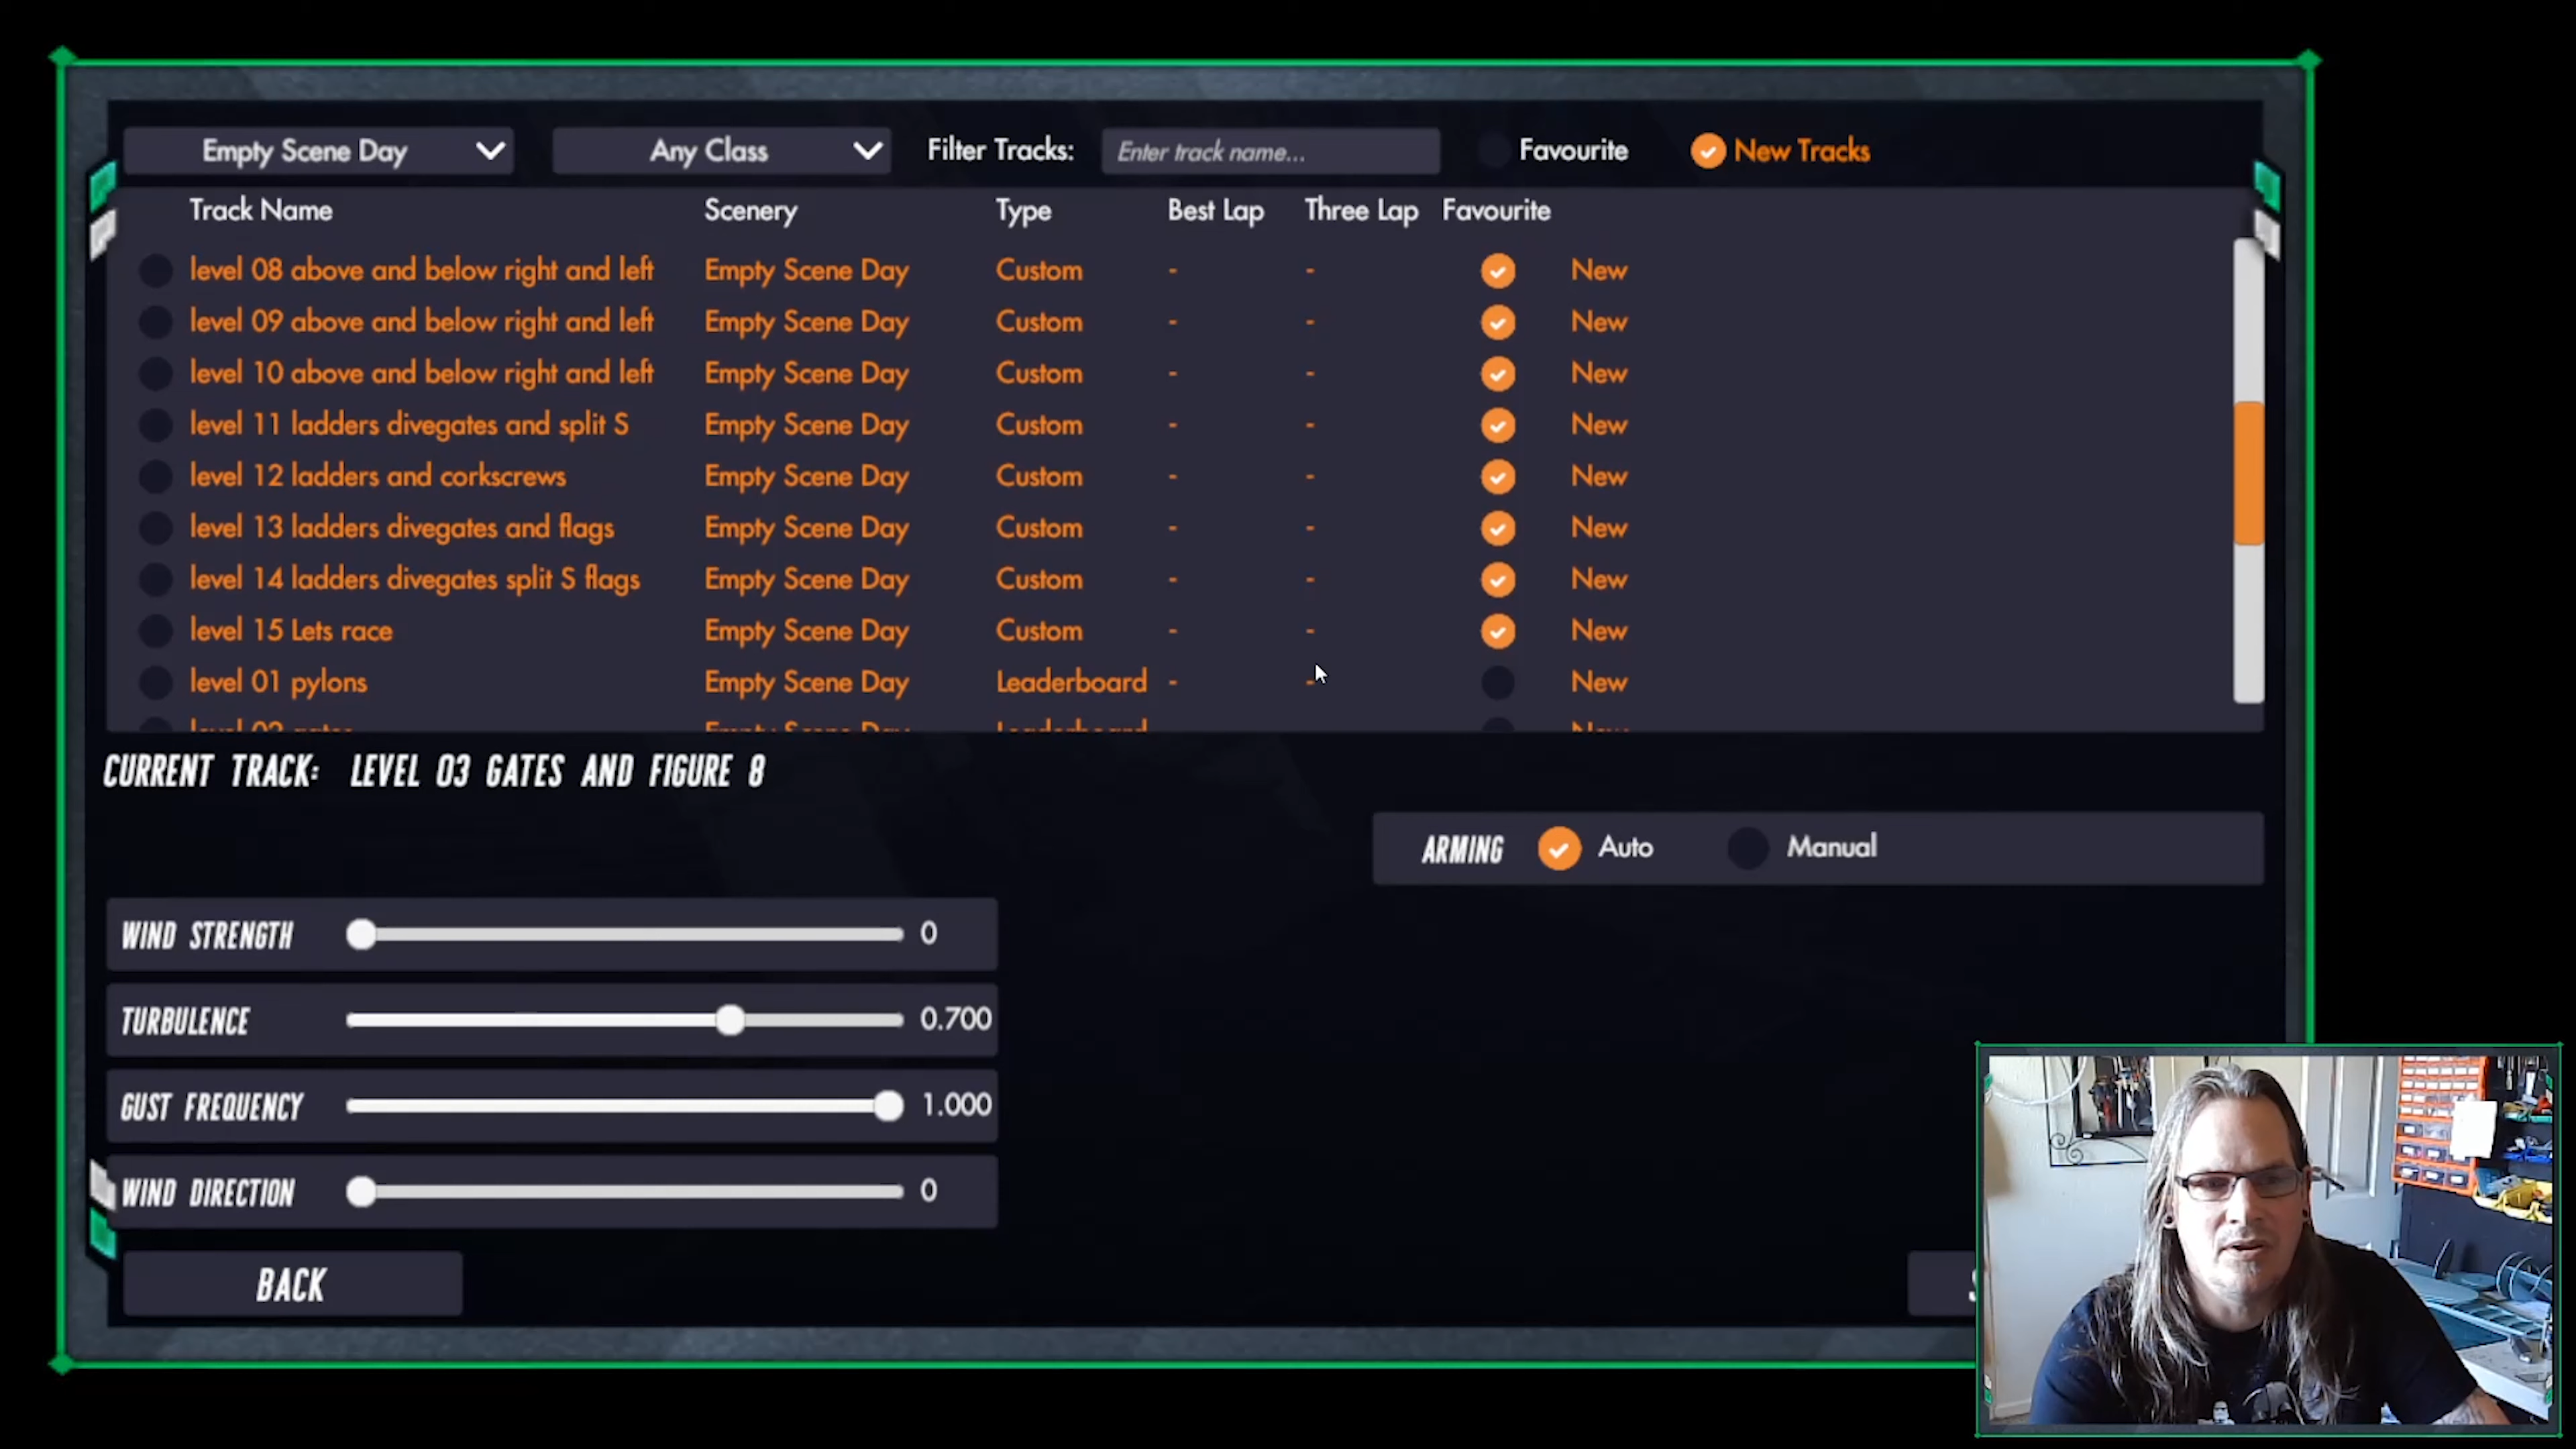 Empty Scene Day Any Class Filter Tracks: Enter track name... Favourite New Tracks
Track Name Scenery Type Best Lap Three Lap Favourite
level 08 above and below right and left Empty Scene Day Custom - - New
level 09 above and below right and left Empty Scene Day Custom - - New
level 10 above and below right and left Empty Scene Day Custom - - New
level 11 ladders divegates and split S Empty Scene Day Custom - - New
level 12 ladders and corkscrews Empty Scene Day Custom - - New
level 13 ladders divegates and flags Empty Scene Day Custom - - New
level 14 ladders divegates split S flags Empty Scene Day Custom - - New
level 15 Lets race Empty Scene Day Custom - - New
level 01 pylons Empty Scene Day Leaderboard - - New
CURRENT TRACK: LEVEL 03 GATES AND FIGURE 8
ARMING Auto Manual
WIND STRENGTH 0
TURBULENCE 0.700
GUST FREQUENCY 1.000
WIND DIRECTION 0
BACK